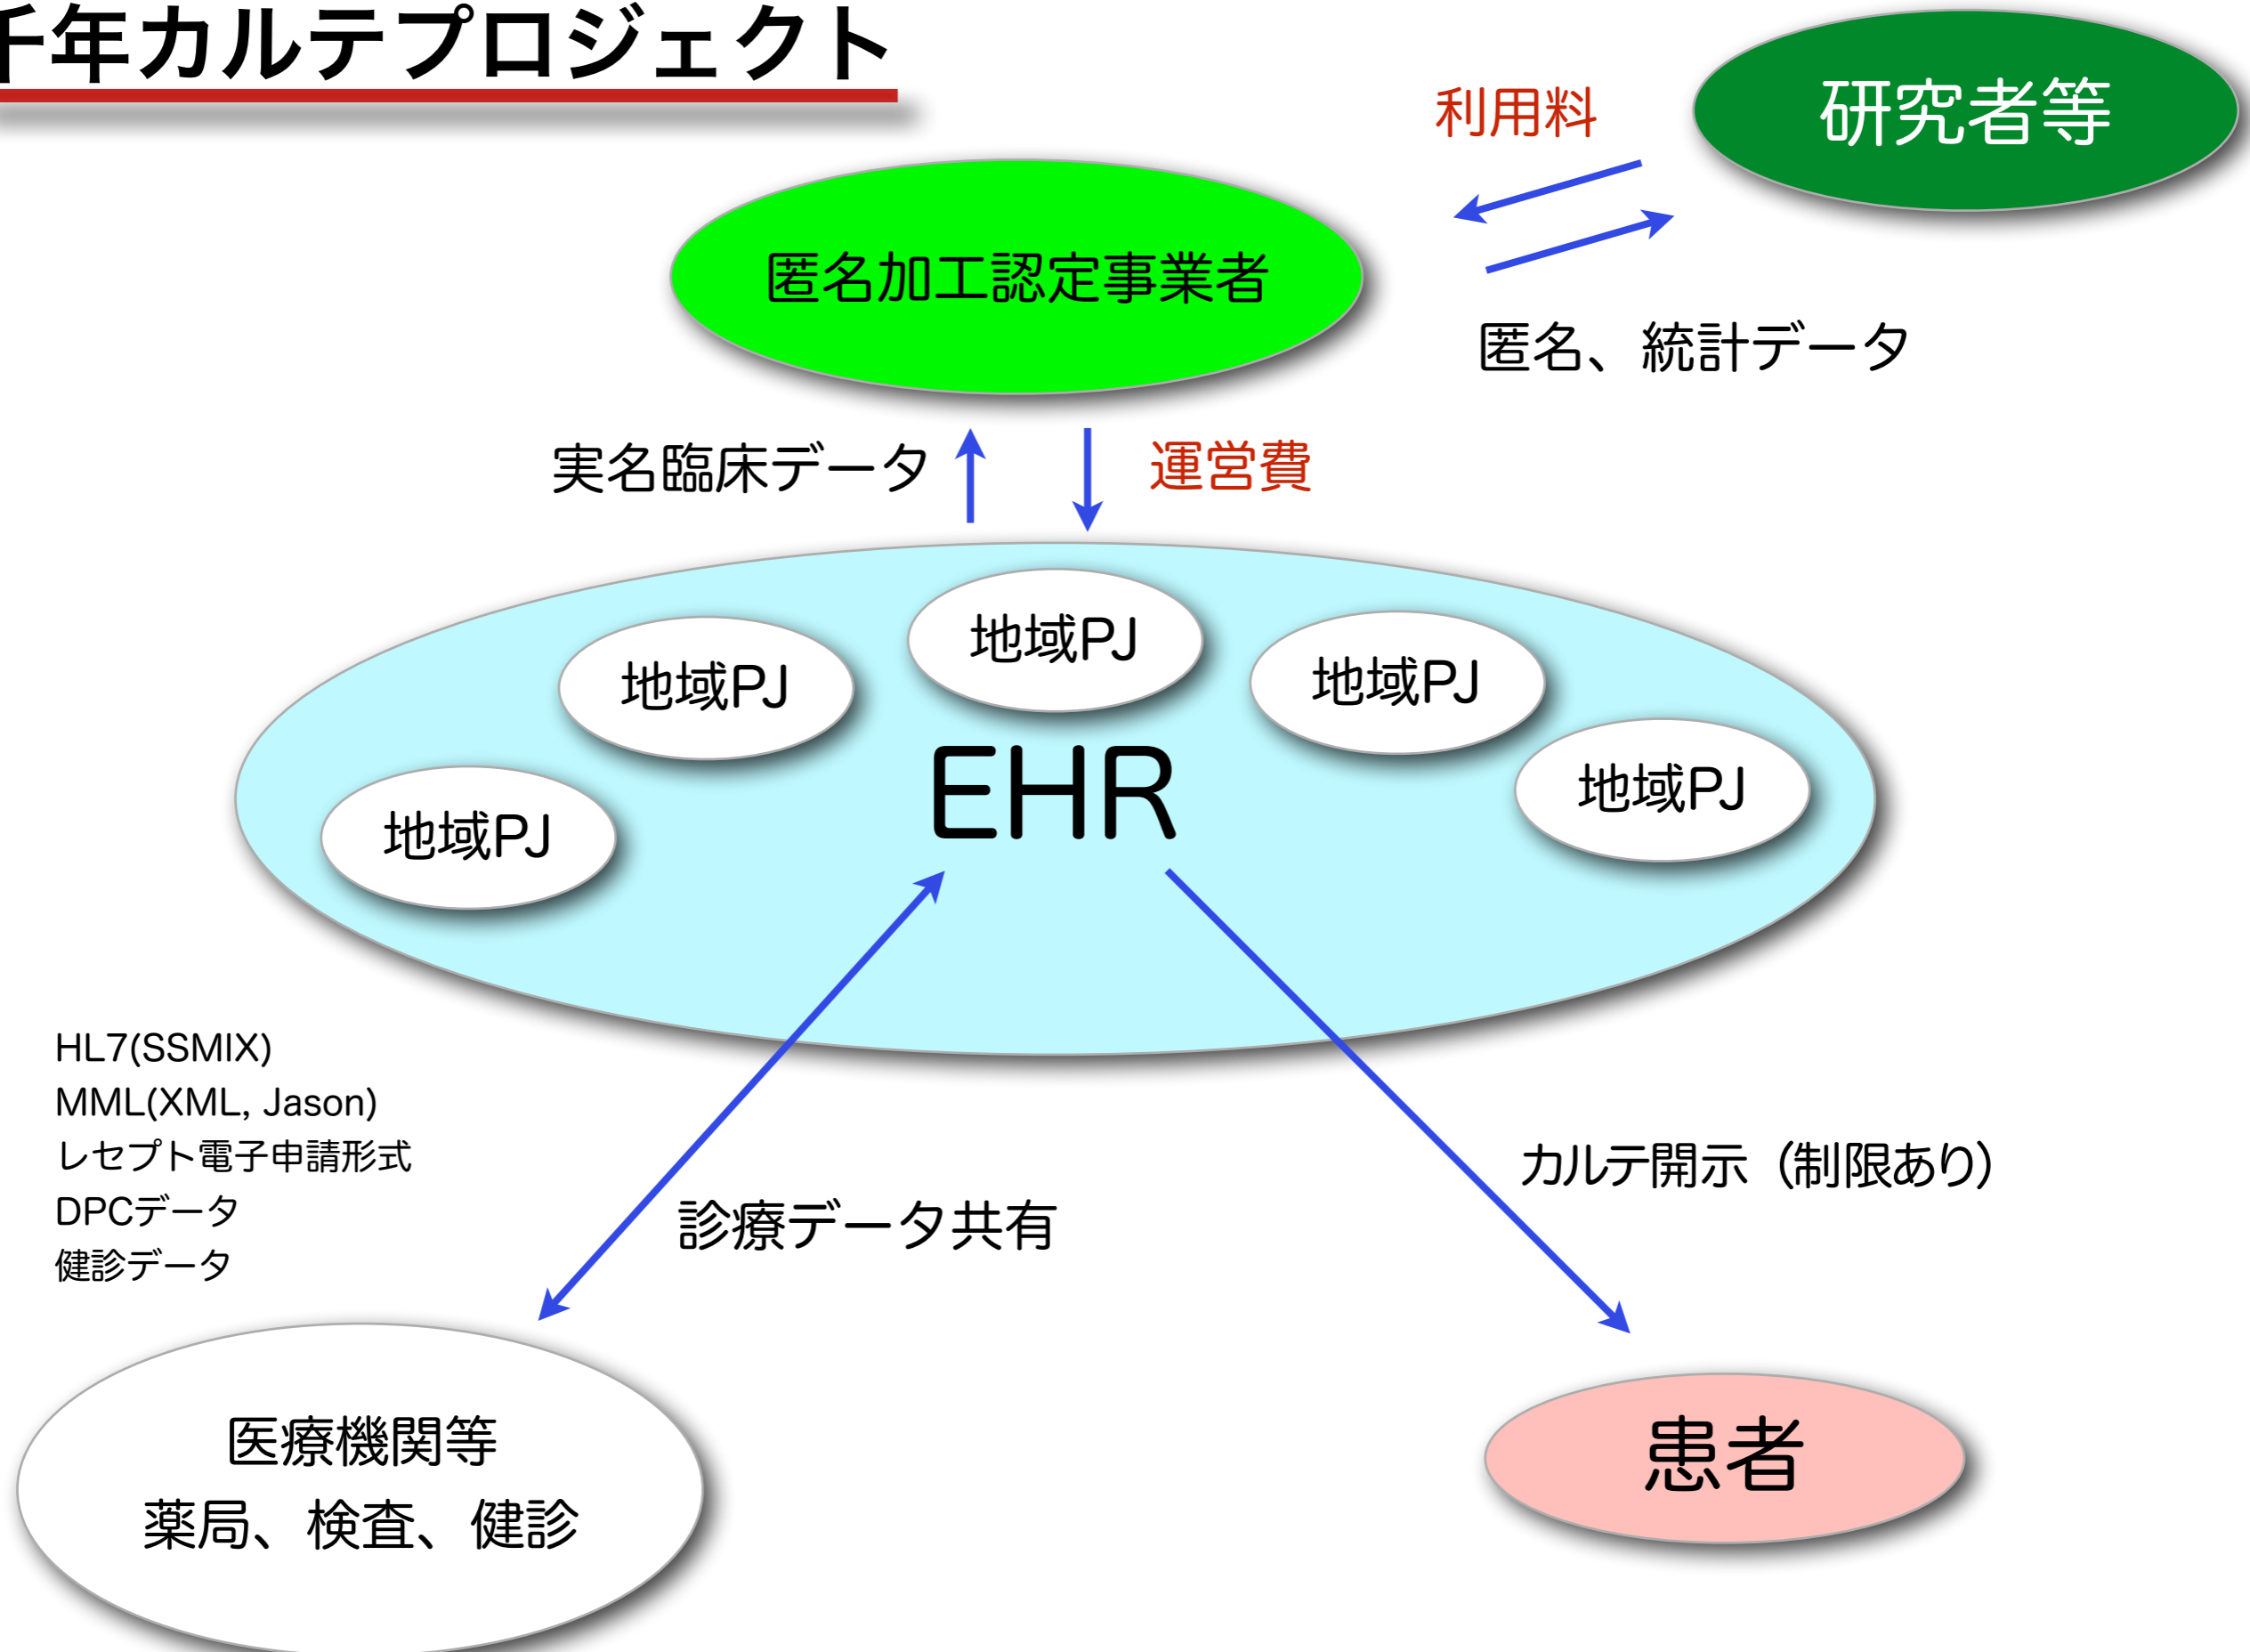 千年カルテプロジェクト
利用料
研究者等
匿名加工認定事業者
匿名、統計データ
実名臨床データ
運営費
地域PJ
地域PJ
地域PJ
地域PJ
地域PJ
EHR
HL7(SSMIX)
MML(XML, Jason)
レセプト電子申請形式
DPCデータ
健診データ
診療データ共有
カルテ開示（制限あり）
医療機関等
薬局、検査、健診
患者